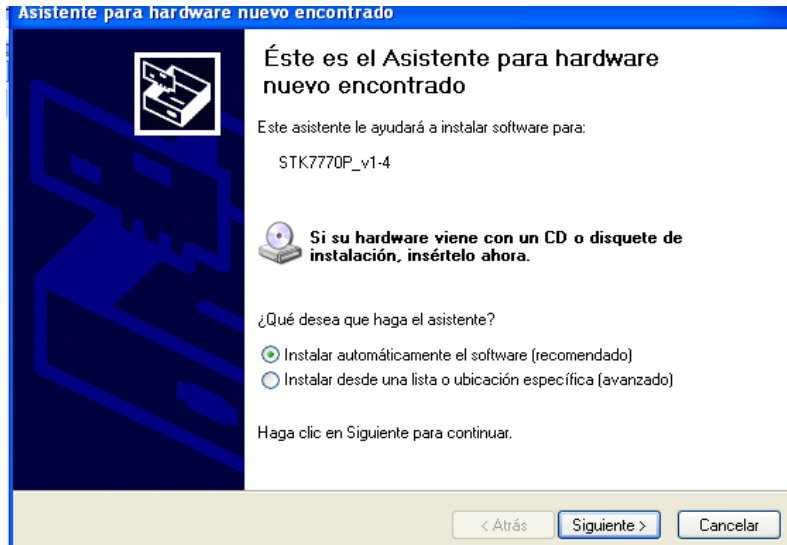 Asistente para hardware nuevo encontrado
Éste es el Asistente para hardware
nuevo encontrado
Este asistente le ayudará a instalar software para:
STK7770P_v1-4
Si su hardware viene con un CD o disquete de
instalación, insértelo ahora.
¿Qué desea que haga el asistente?
Instalar automáticamente el software (recomendado)
Instalar desde una lista o ubicación específica (avanzado)
Haga clic en Siguiente para continuar.
< Atrás Siguiente > Cancelar